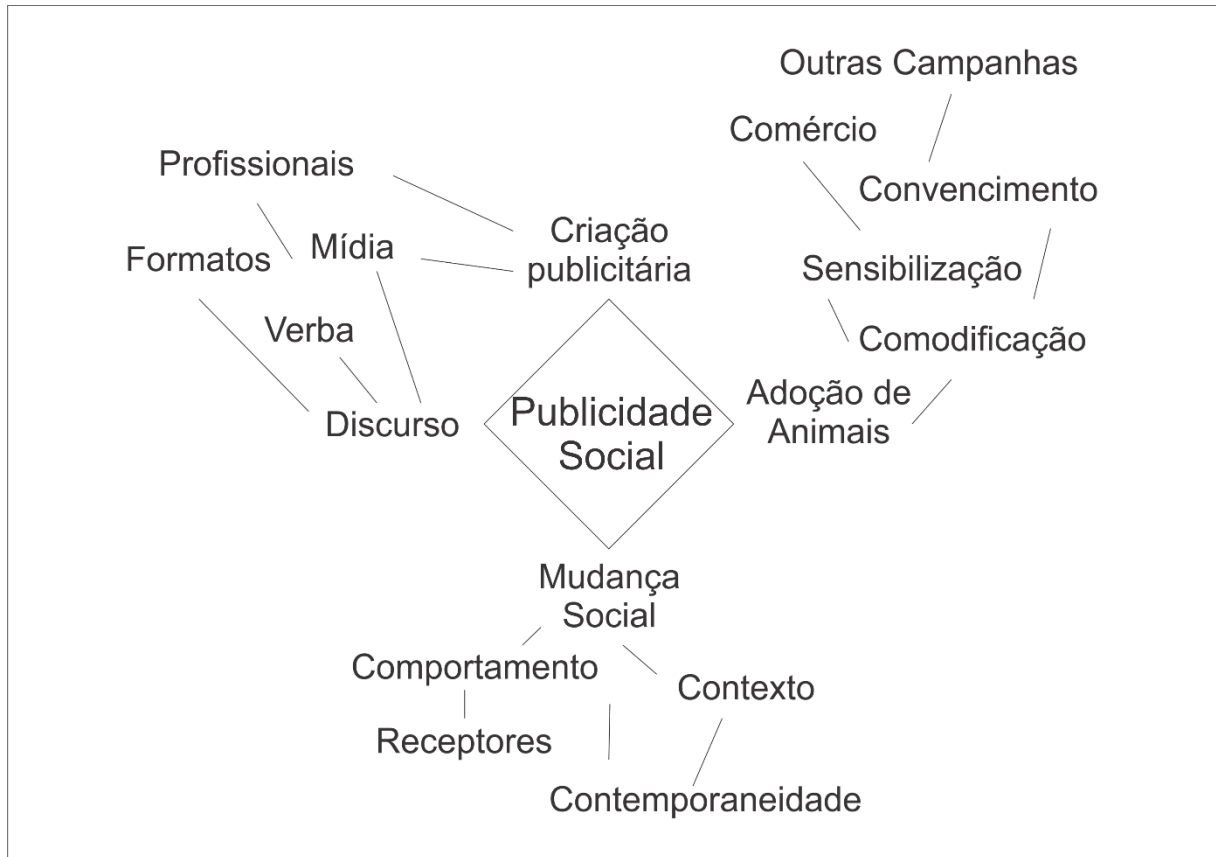 Outras Campanhas
Comércio
Profissionais
Convencimento
Criação
publicitária
Mídia
Formatos
Sensibilização
Verba
Comodificação
Adoção de
Animais
Discurso
Publicidade
Social
Mudança
Social
Comportamento
Contexto
Receptores
Contemporaneidade